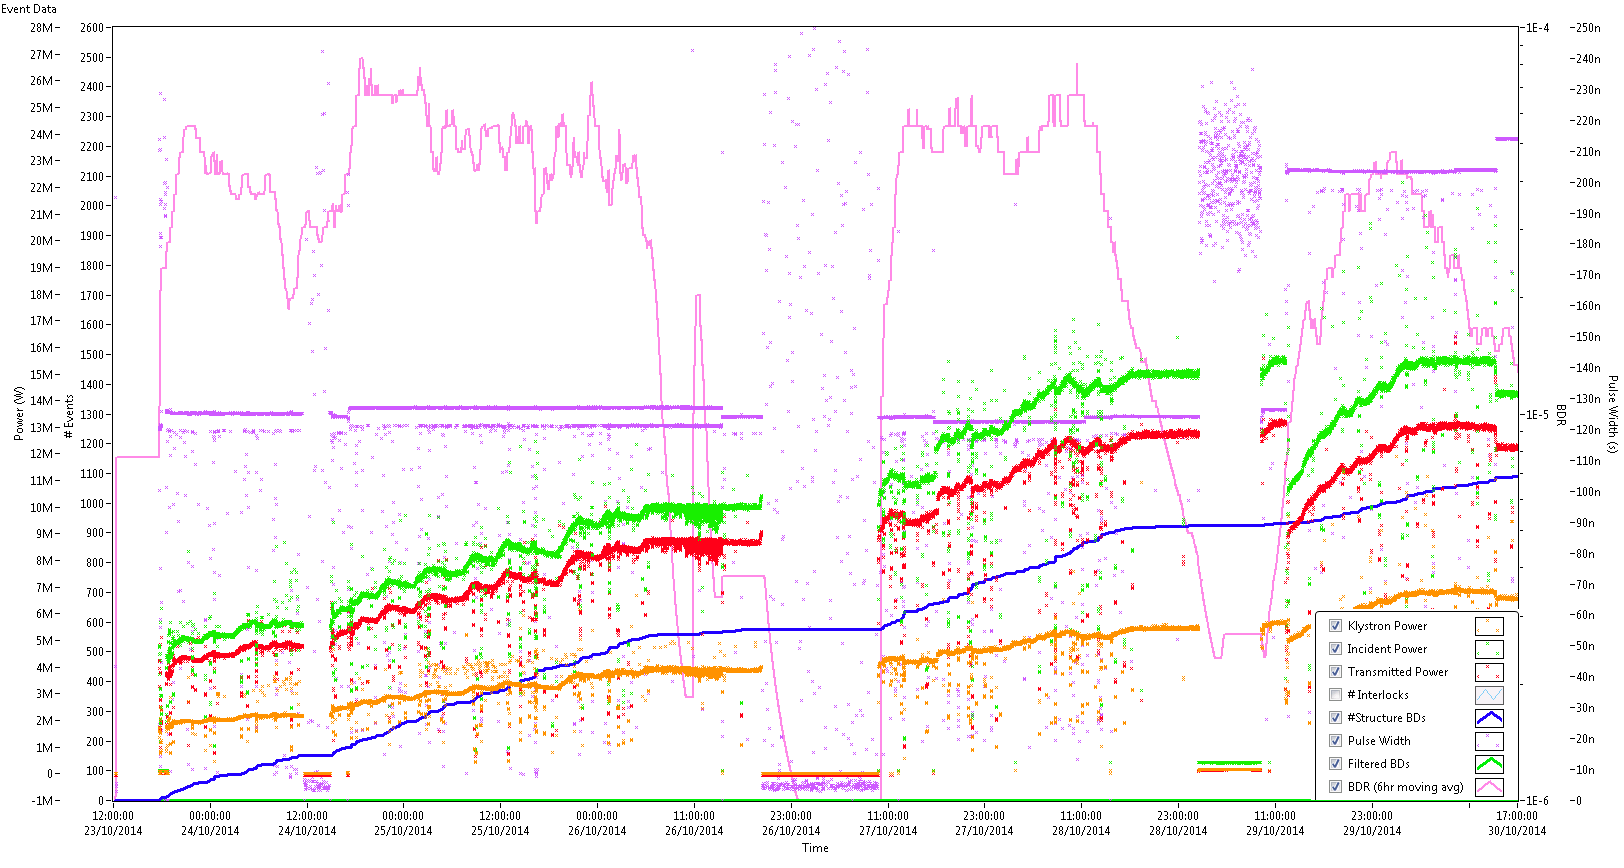 Event Data
Power (W)
28M
27M
26M
25M
24M
23M
22M
21M
20M
19M
18M
17M
16M
15M
14M
13M
12M
11M
10M
9M
8M
7M
6M
5M
4M
3M
2M
1M
0
-1M
# Events
2600
2500
2400
2300
2200
2100
2000
1900
1800
1700
1600
1500
1400
1300
1200
1100
1000
900
800
700
600
500
400
300
200
100
0
1E-4
1E-5
1E-6
BDR
250n
240n
230n
220n
210n
200n
190n
180n
170n
160n
150n
140n
130n
120n
110n
100n
90n
80n
70n
60n
50n
40n
30n
20n
10n
0
Pulse Width (s)
Klystron Power
Incident Power
Transmitted Power
# Interlocks
#Structure BDs
Pulse Width
Filtered BDs
BDR (6hr moving avg)
12:00:00 00:00:00 12:00:00 00:00:00 12:00:00 00:00:00 11:00:00 23:00:00 11:00:00 23:00:00 11:00:00 23:00:00 11:00:00 23:00:00 17:00:00
23/10/2014 24/10/2014 24/10/2014 25/10/2014 25/10/2014 26/10/2014 26/10/2014 26/10/2014 27/10/2014 27/10/2014 28/10/2014 28/10/2014 29/10/2014 29/10/2014 30/10/2014
Time